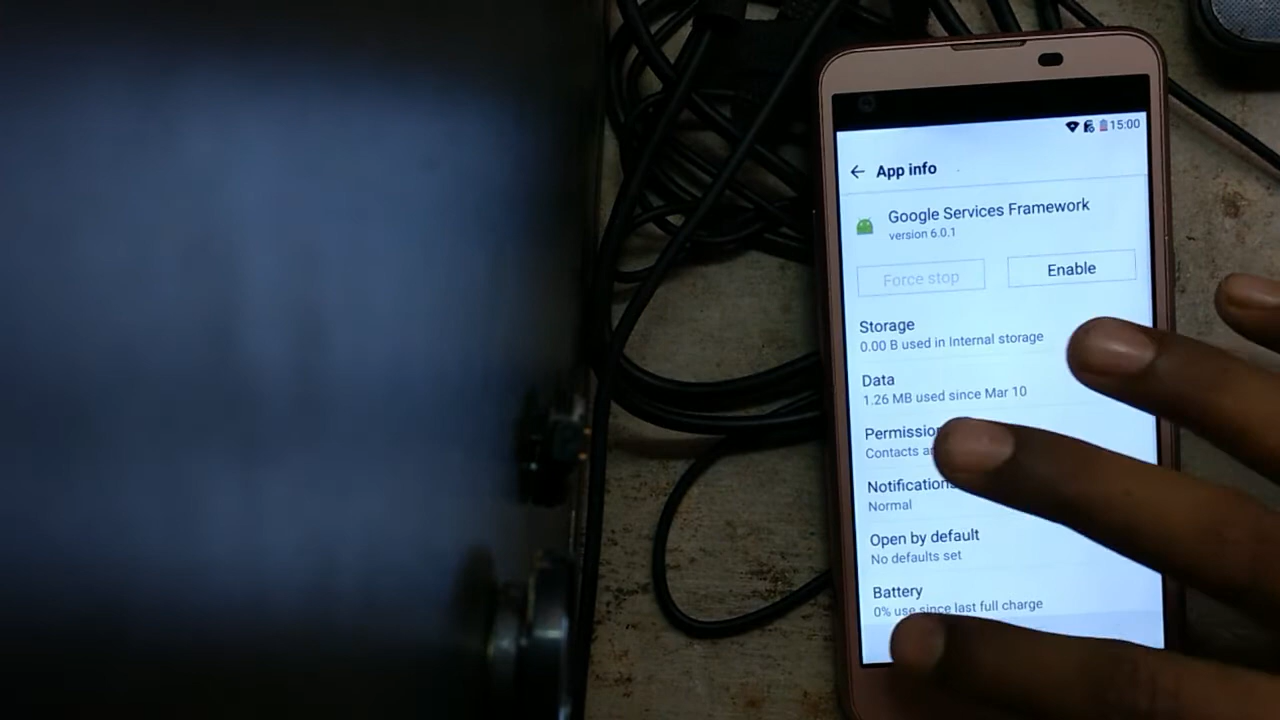 15:00
App info
Google Services Framework
version 6.0.1
Force stop
Enable
Storage
0.00 B used in Internal storage
Data
1.26 MB used since Mar 10
Permission
Contacts
Notifications
Normal
Open by default
No defaults set
Battery
0% use since last full charge